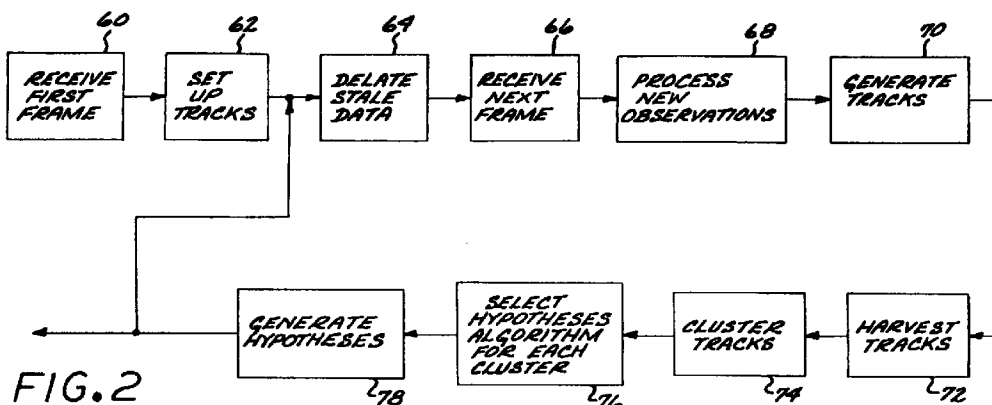 60
62
64
66
68
70
RECEIVE
FIRST
FRAME
SET
UP
TRACKS
DELATE
STALE
DATA
RECEIVE
NEXT
FRAME
PROCESS
NEW
OBSERVATIONS
GENERATE
TRACKS
GENERATE
HYPOTHESES
SELECT
HYPOTHESES
ALGORITHM
FOR EACH
CLUSTER
CLUSTER
TRACKS
HARVEST
TRACKS
78
76
74
72
FIG.2